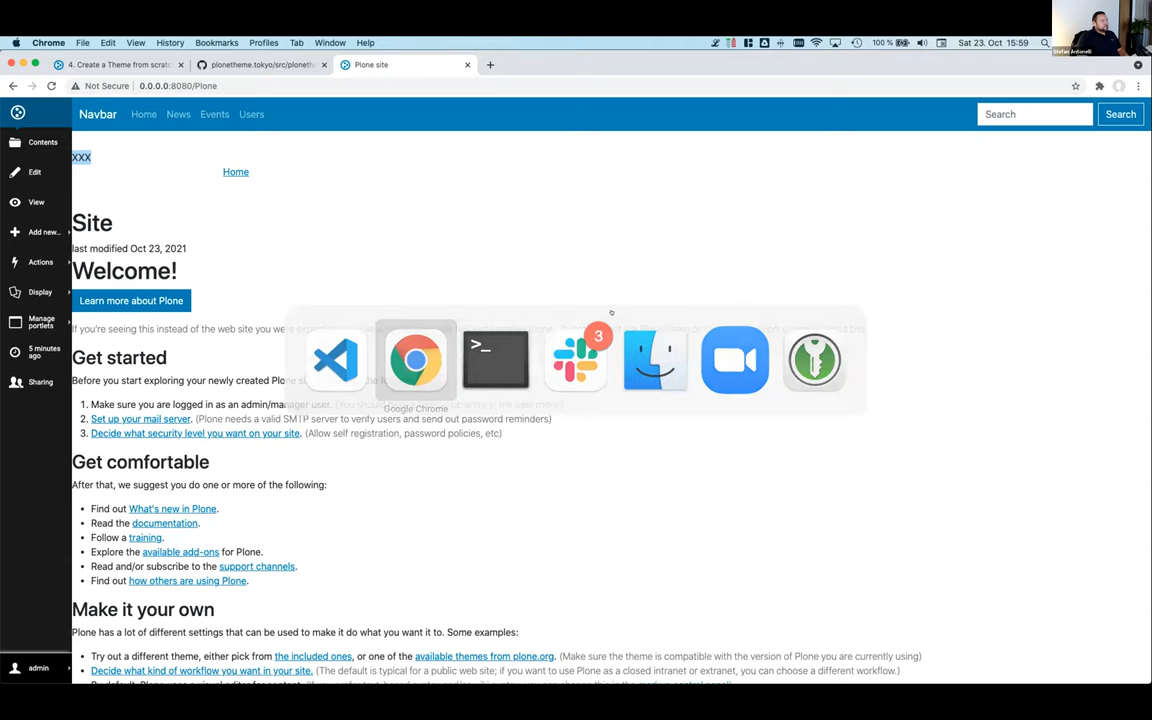 Chrome File Edit View History Bookmarks Profiles Tab Window Help 100 % Sat 23. Oct 15:59
Stefan Antonelli
4. Create a Theme from scratc × plonetheme.tokyo/src/ploneth × Plone site ×
Not Secure 0.0.0.0:8080/Plone
Navbar Home News Events Users Search Search
Contents
Edit
View
Add new...
Actions
Display
Manage portlets
5 minutes ago
Sharing
admin
XXX
Home
Site
last modified Oct 23, 2021
Welcome!
Learn more about Plone
If you're seeing this instead of the web site you were
3
Google Chrome
Get started
Before you start exploring your newly created Plone
1. Make sure you are logged in as an admin/manager user.
2. Set up your mail server. (Plone needs a valid SMTP server to verify users and send out password reminders)
3. Decide what security level you want on your site. (Allow self registration, password policies, etc)
Get comfortable
After that, we suggest you do one or more of the following:
• Find out What's new in Plone.
• Read the documentation.
• Follow a training.
• Explore the available add-ons for Plone.
• Read and/or subscribe to the support channels.
• Find out how others are using Plone.
Make it your own
Plone has a lot of different settings that can be used to make it do what you want it to. Some examples:
• Try out a different theme, either pick from the included ones, or one of the available themes from plone.org. (Make sure the theme is compatible with the version of Plone you are currently using)
• Decide what kind of workflow you want in your site. (The default is typical for a public web site; if you want to use Plone as a closed intranet or extranet, you can choose a different workflow.)